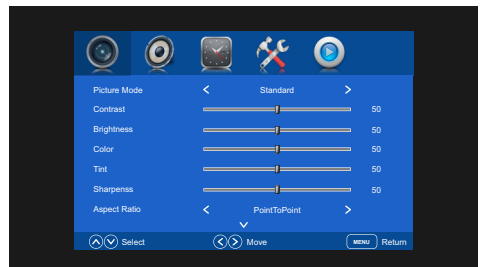 Picture Mode < Standard >
Contrast 50
Brightness 50
Color 50
Tint 50
Sharpenss 50
Aspect Ratio < PointToPoint >
Select Move MENU Return